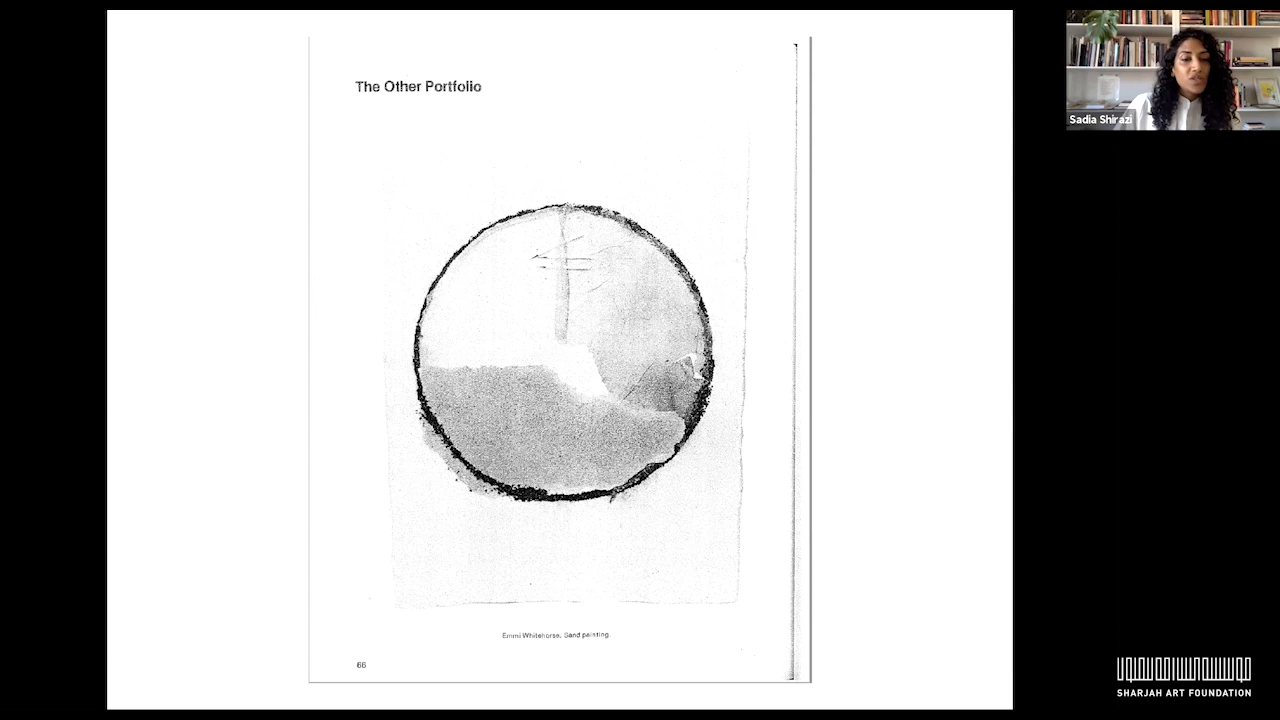 The Other Portfolio
Emmi Whitehorse. Sand painting.
66
Sadia Shirazi
SHARJAH ART FOUNDATION